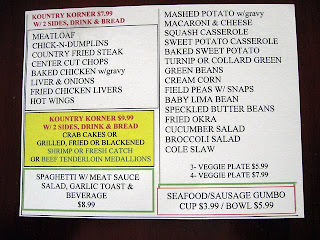 KOUNTRY KORNER $7.99
W/ 2 SIDES, DRINK & BREAD
MEATLOAF
CHICK-N-DUMPLINS
COUNTRY FRIED STEAK
CENTER CUT CHOPS
BAKED CHICKEN w/gravy
LIVER & ONIONS
FRIED CHICKEN LIVERS
HOT WINGS
KOUNTRY KORNER $9.99
W/ 2 SIDES, DRINK & BREAD
CRAB CAKES OR
GRILLED, FRIED OR BLACKENED
SHRIMP OR FRESH CATCH
OR BEEF TENDERLOIN MEDALLIONS
SPAGHETTI W/ MEAT SAUCE
SALAD, GARLIC TOAST &
BEVERAGE
$8.99
MASHED POTATO w/gravy
MACARONI & CHEESE
SQUASH CASSEROLE
SWEET POTATO CASSEROLE
BAKED SWEET POTATO
TURNIP OR COLLARD GREEN
GREEN BEANS
CREAM CORN
FIELD PEAS W/ SNAPS
BABY LIMA BEAN
SPECKLED BUTTER BEANS
FRIED OKRA
CUCUMBER SALAD
BROCCOLI SALAD
COLE SLAW
3- VEGGIE PLATE $5.99
4- VEGGIE PLATE $7.99
SEAFOOD/SAUSAGE GUMBO
CUP $3.99 / BOWL $5.99